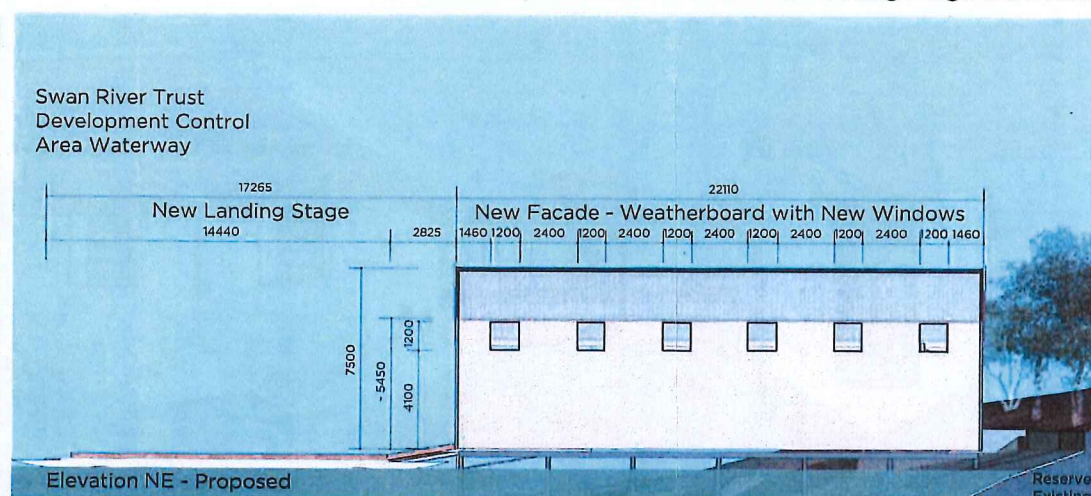 Swan River Trust
Development Control
Area Waterway
17265
22110
New Landing Stage
New Facade - Weatherboard with New Windows
14440
2825
1460 1200 2400 1200 2400 1200 2400 1200 2400 1200 2400 1200 1460
7500
- 5450
1200
4100
Elevation NE - Proposed
Reserve